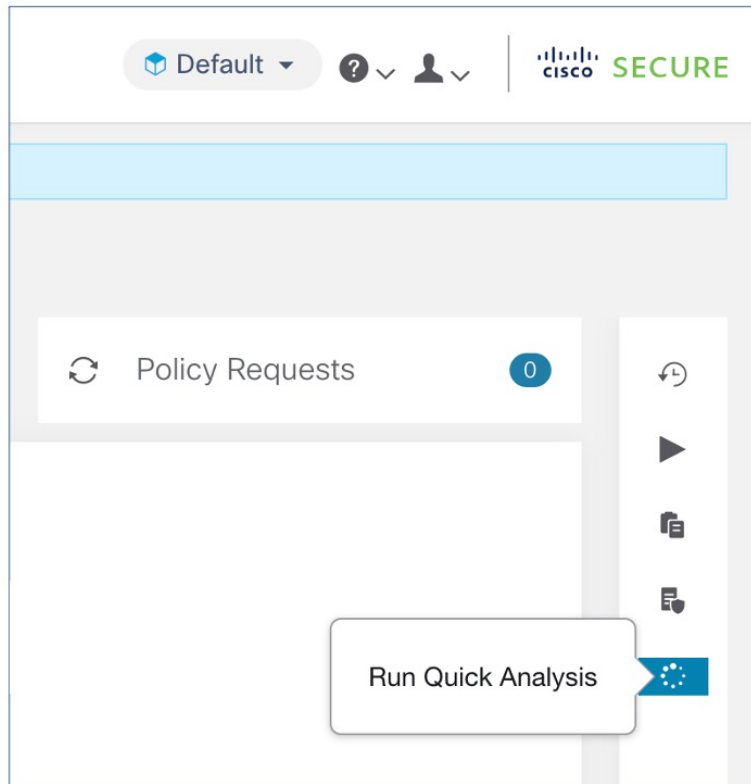 Default
?
CISCO SECURE
Policy Requests
0
Run Quick Analysis